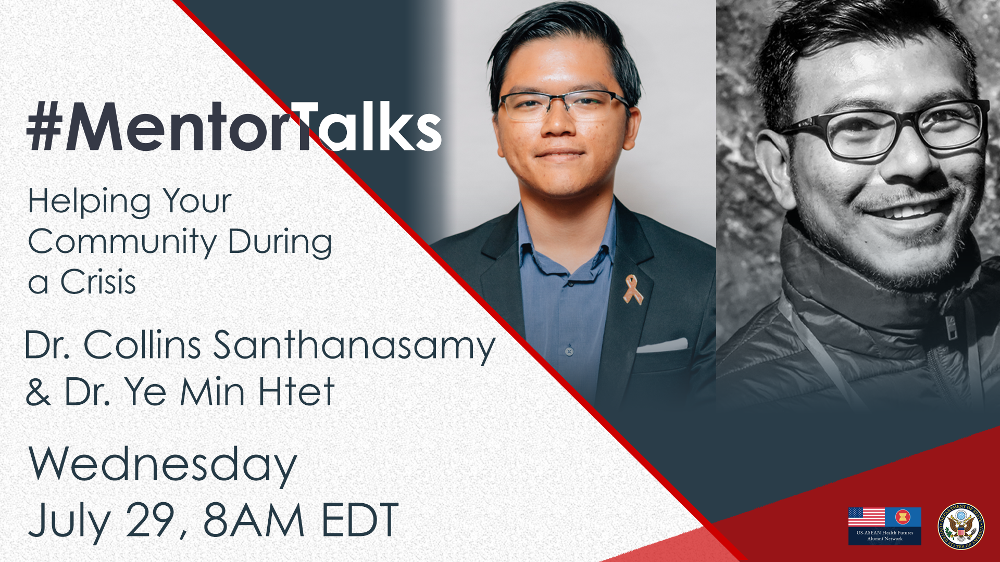 #MentorTalks
Helping Your
Community During
a Crisis
Dr. Collins Santhanasamy
& Dr. Ye Min Htet
Wednesday
July 29, 8AM EDT
US-ASEAN Health Futures
Alumni Network
DEPARTMENT OF STATE
UNITED STATES OF AMERICA